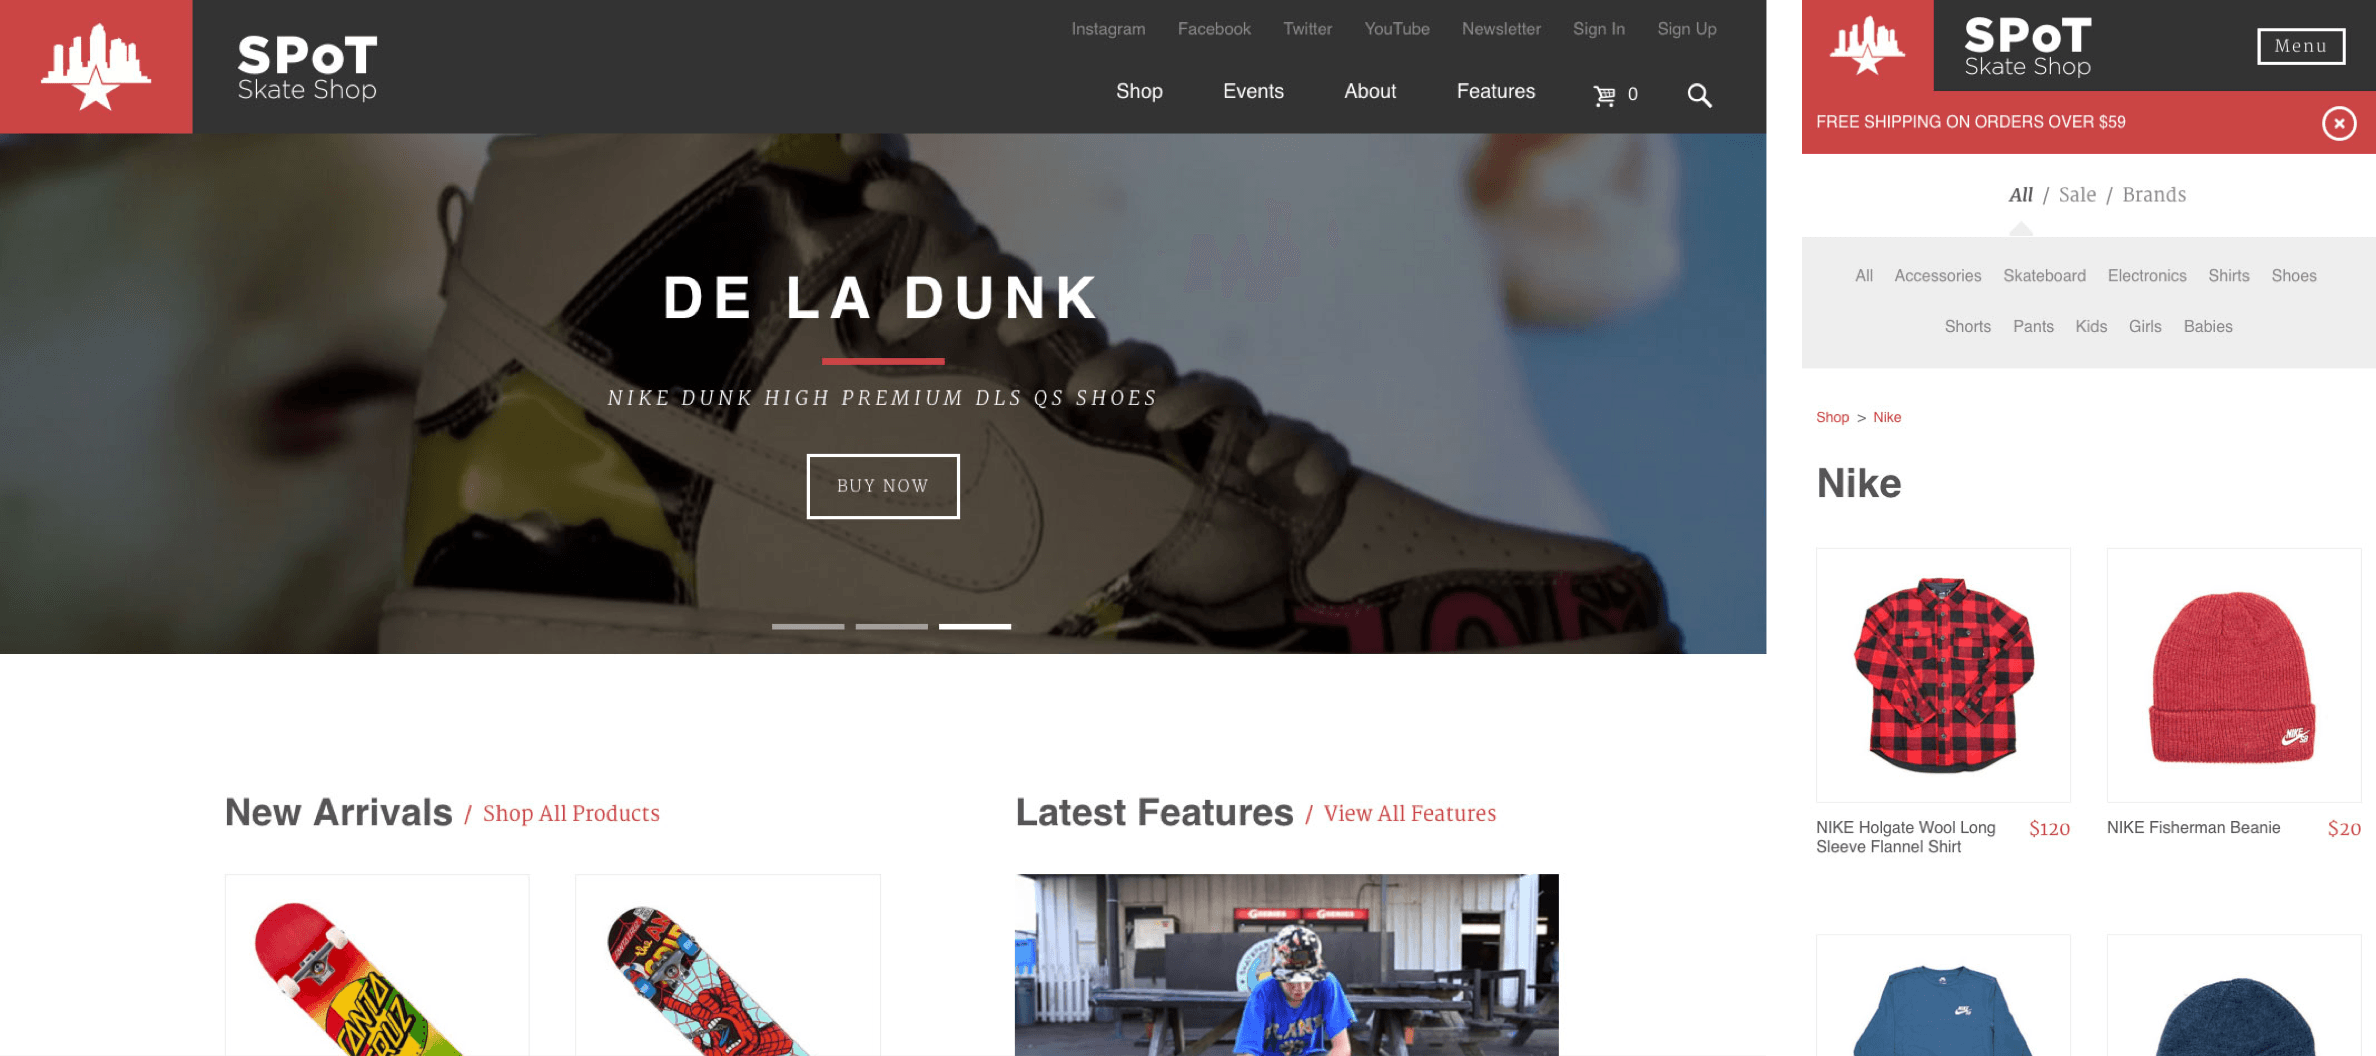 Instagram Facebook Twitter YouTube Newsletter Sign In Sign Up
SPoT
Skate Shop
Shop Events About Features 0
DE LA DUNK
NIKE DUNK HIGH PREMIUM DLS QS SHOES
BUY NOW
New Arrivals / Shop All Products
Latest Features / View All Features
SANTA
CRUZ
SPoT
Skate Shop
Menu
FREE SHIPPING ON ORDERS OVER $59
All / Sale / Brands
All Accessories Skateboard Electronics Shirts Shoes
Shorts Pants Kids Girls Babies
Shop > Nike
Nike
NIKE
SB
NIKE Holgate Wool Long
Sleeve Flannel Shirt
$120
NIKE Fisherman Beanie $20